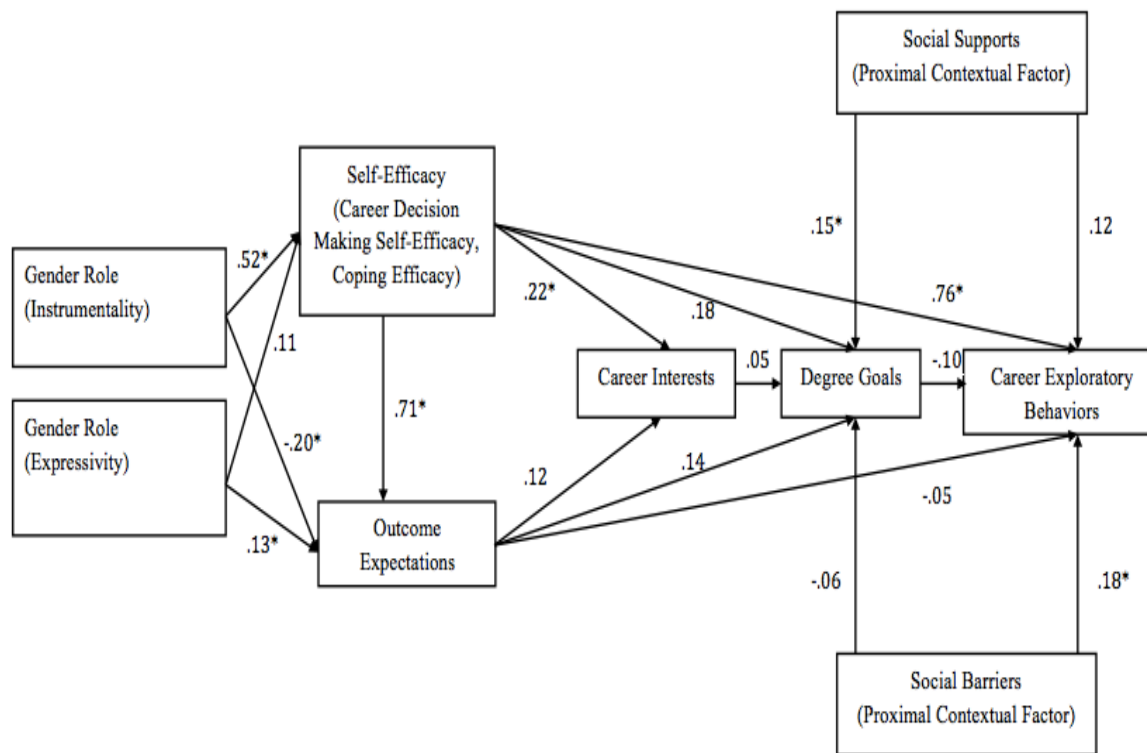 Social Supports
(Proximal Contextual Factor)
Self-Efficacy
(Career Decision
Making Self-Efficacy,
Coping Efficacy)
Gender Role
(Instrumentality)
Gender Role
(Expressivity)
Outcome
Expectations
Career Interests
Degree Goals
Career Exploratory
Behaviors
Social Barriers
(Proximal Contextual Factor)
.52*
.11
-.20*
.13*
.71*
.22*
.18
.76*
.15*
.12
.05
-.10
.12
.14
-.05
-.06
.18*